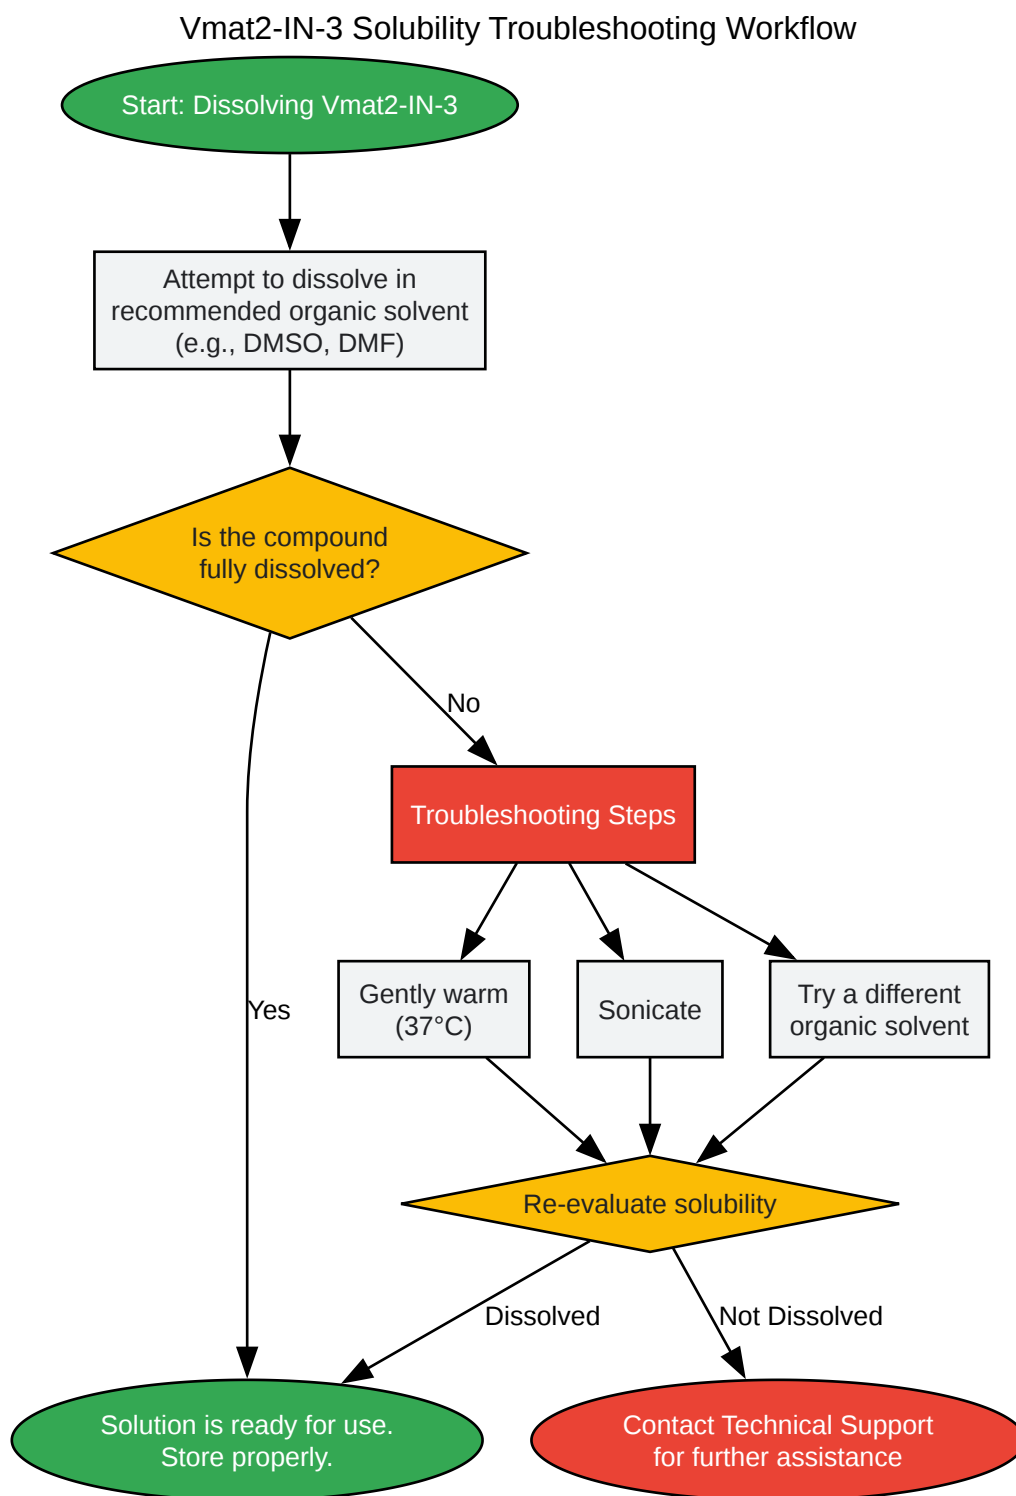 Vmat2-IN-3 Solubility Troubleshooting Workflow
Start: Dissolving Vmat2-IN-3
Attempt to dissolve in
recommended organic solvent
(e.g., DMSO, DMF)
Is the compound
fully dissolved?
No
Troubleshooting Steps
Gently warm
(37°C)
Sonicate
Try a different
organic solvent
Yes
Re-evaluate solubility
Dissolved
Not Dissolved
Solution is ready for use.
Store properly.
Contact Technical Support
for further assistance